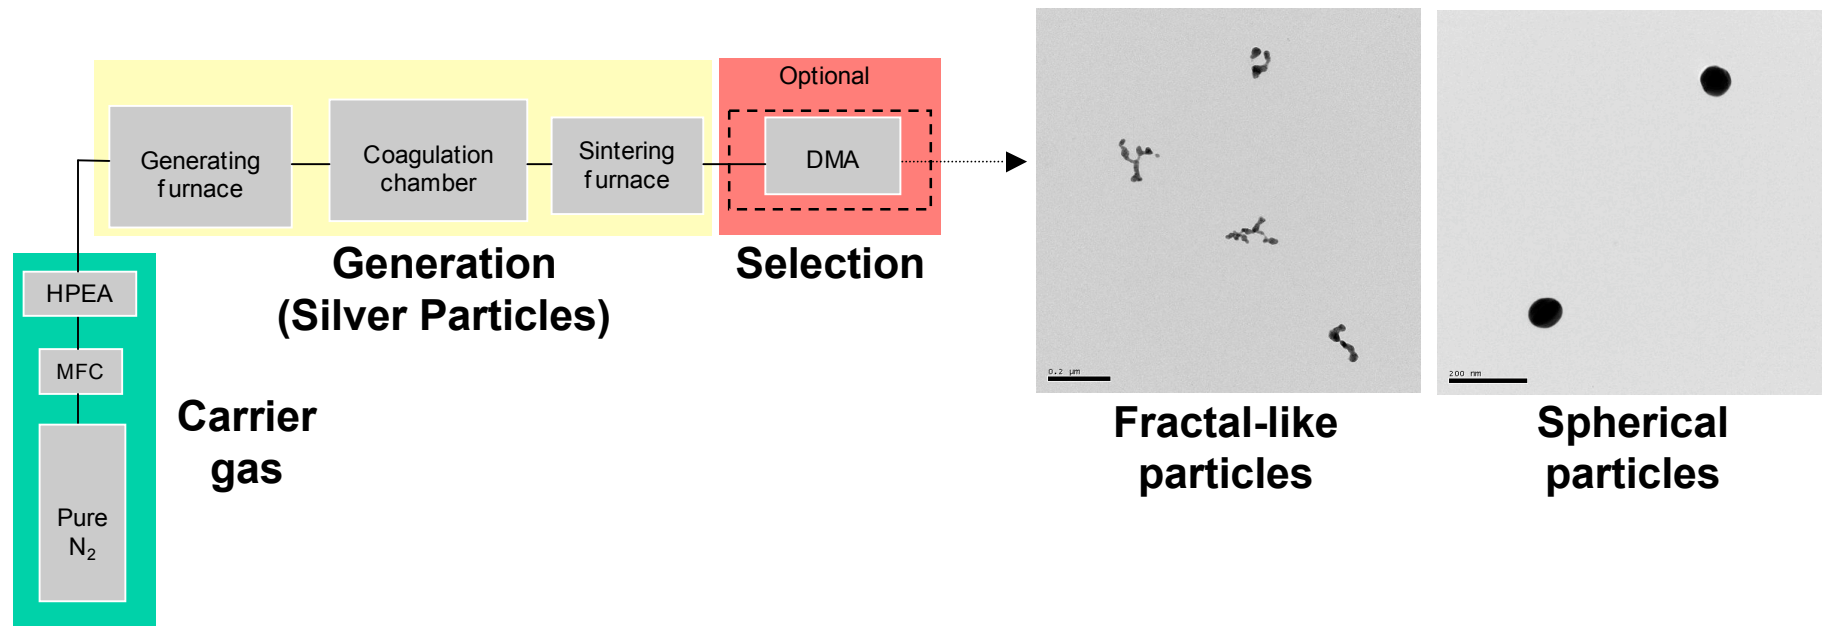 Optional
Generating
furnace
Coagulation
chamber
Sintering
furnace
DMA
Generation
(Silver Particles)
Selection
HPEA
MFC
Pure
N₂
Carrier
gas
0.2 µm
Fractal-like
particles
200 nm
Spherical
particles